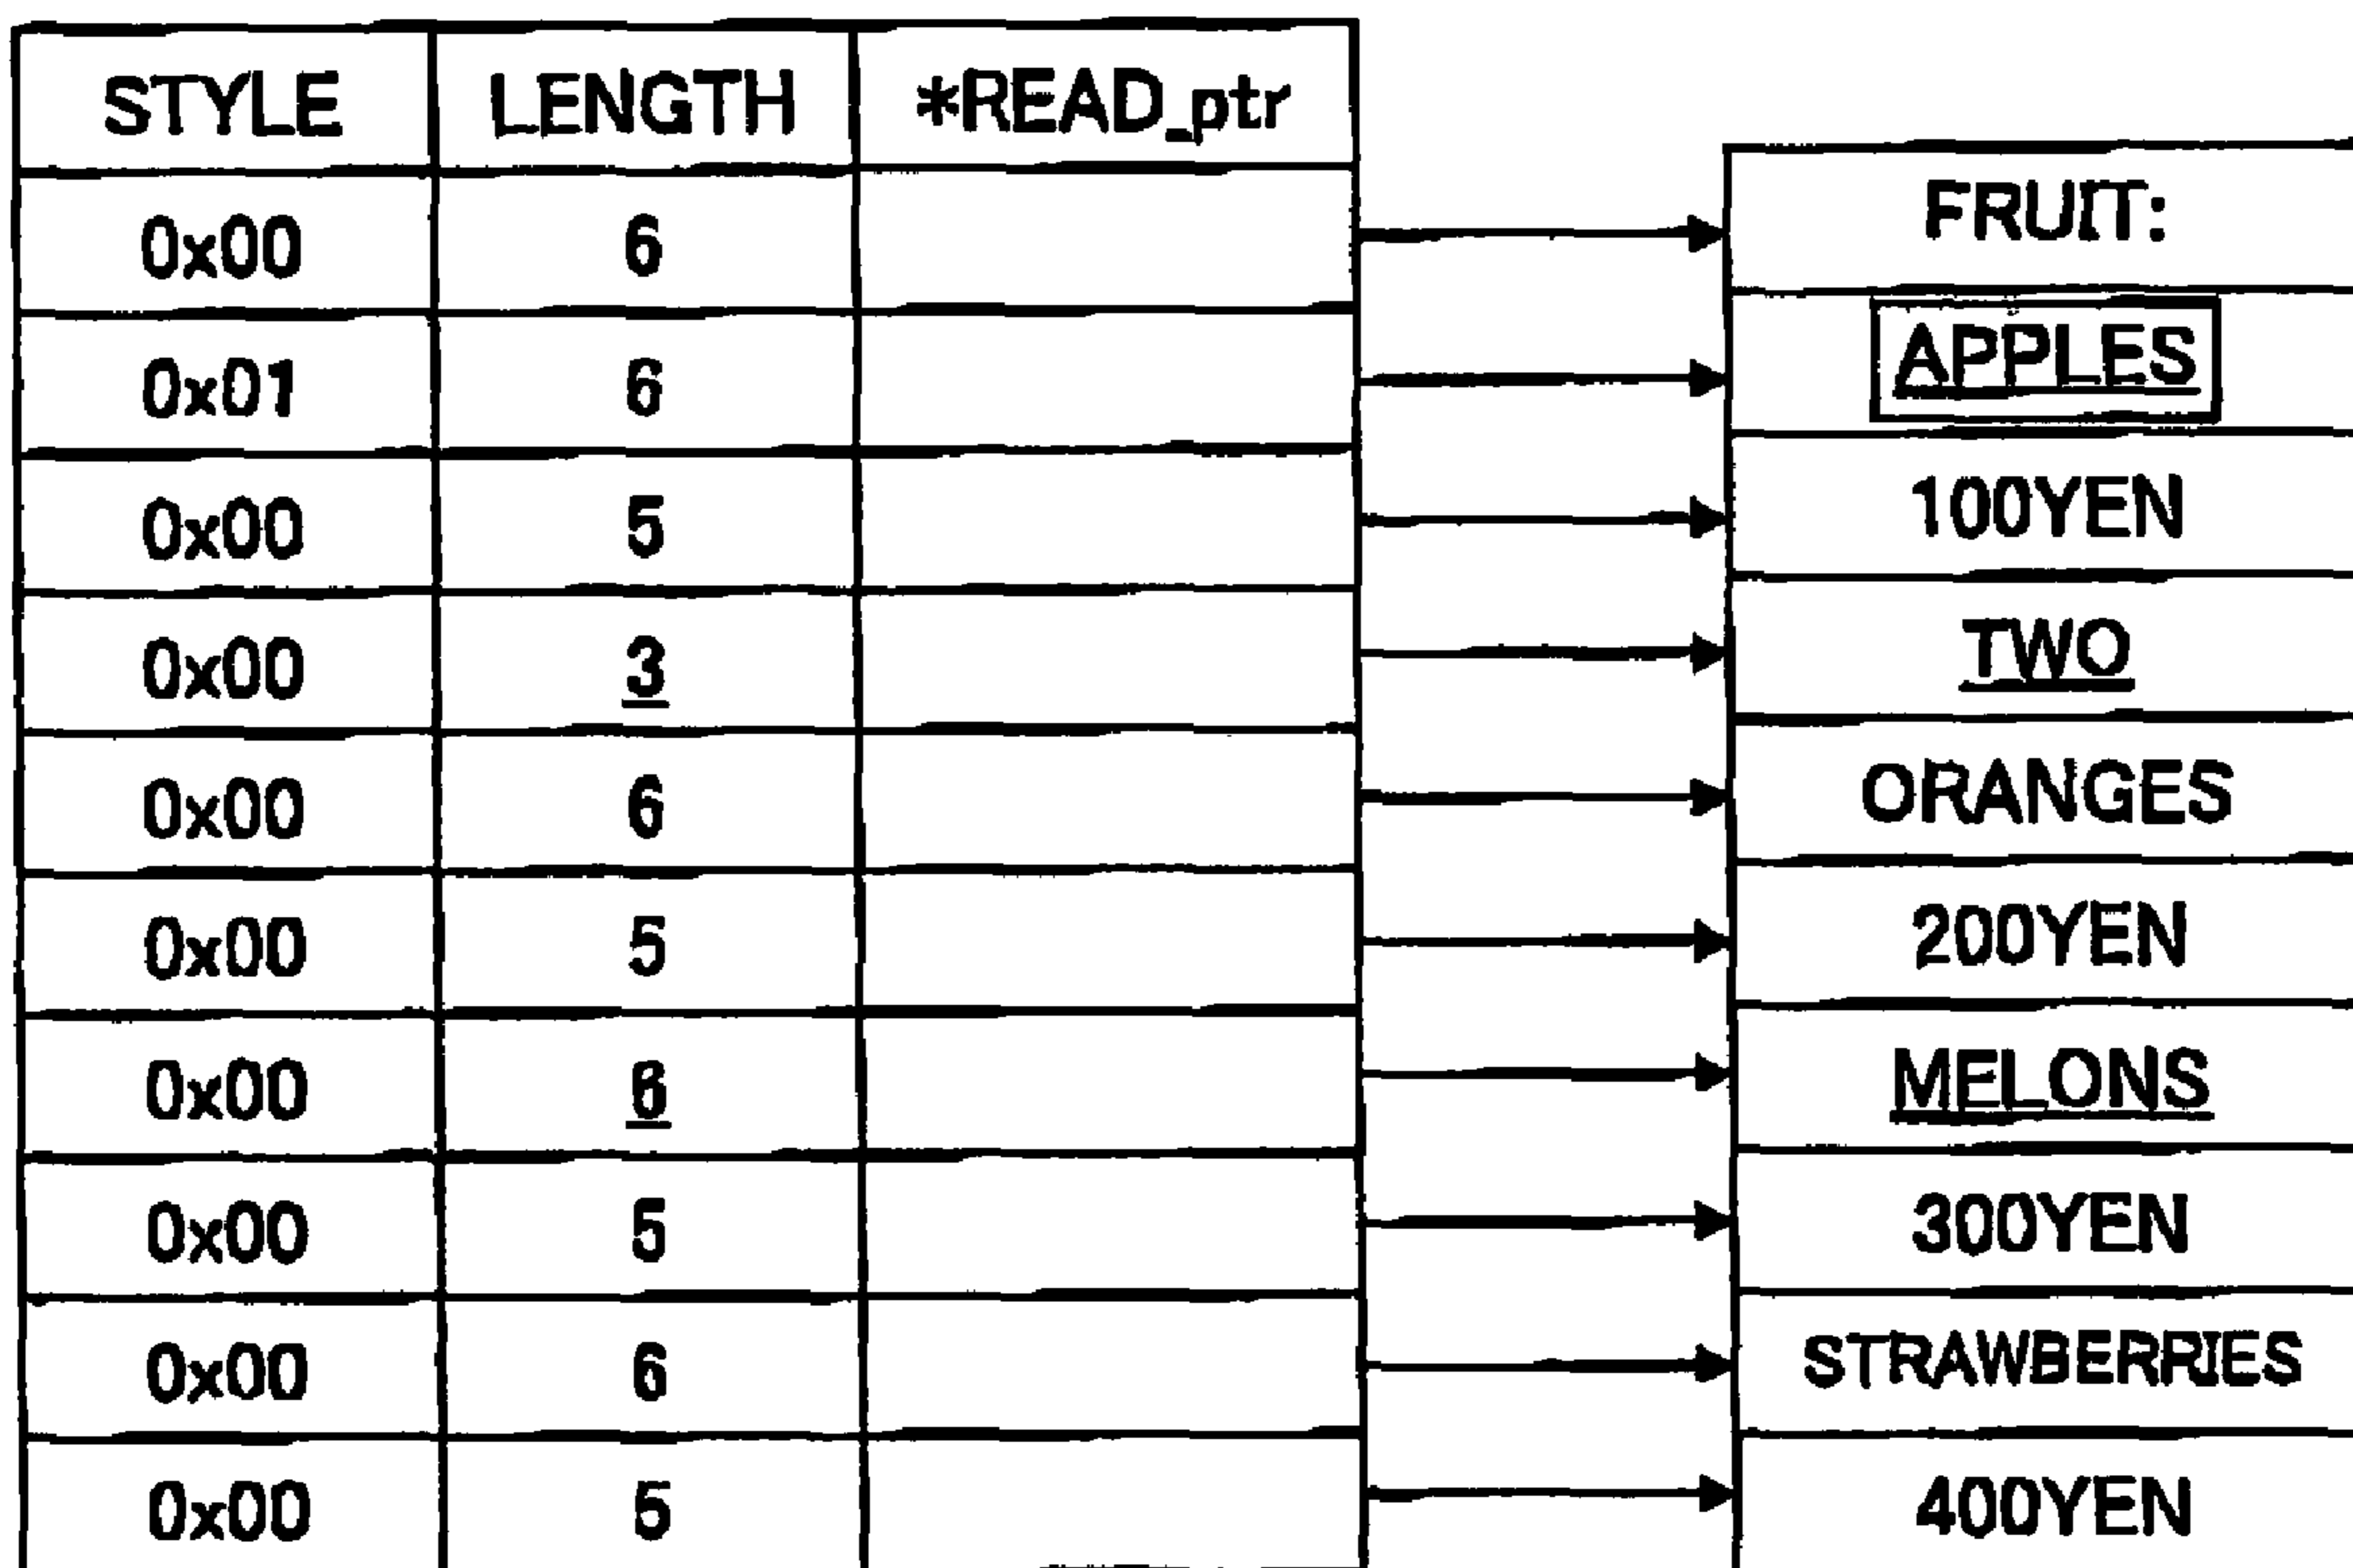 STYLE LENGTH *READ_ptr
0x00 6 FRUIT:
0x01 6 APPLES
0x00 5 100YEN
0x00 3 TWO
0x00 6 ORANGES
0x00 5 200YEN
0x00 6 MELONS
0x00 5 300YEN
0x00 6 STRAWBERRIES
0x00 5 400YEN